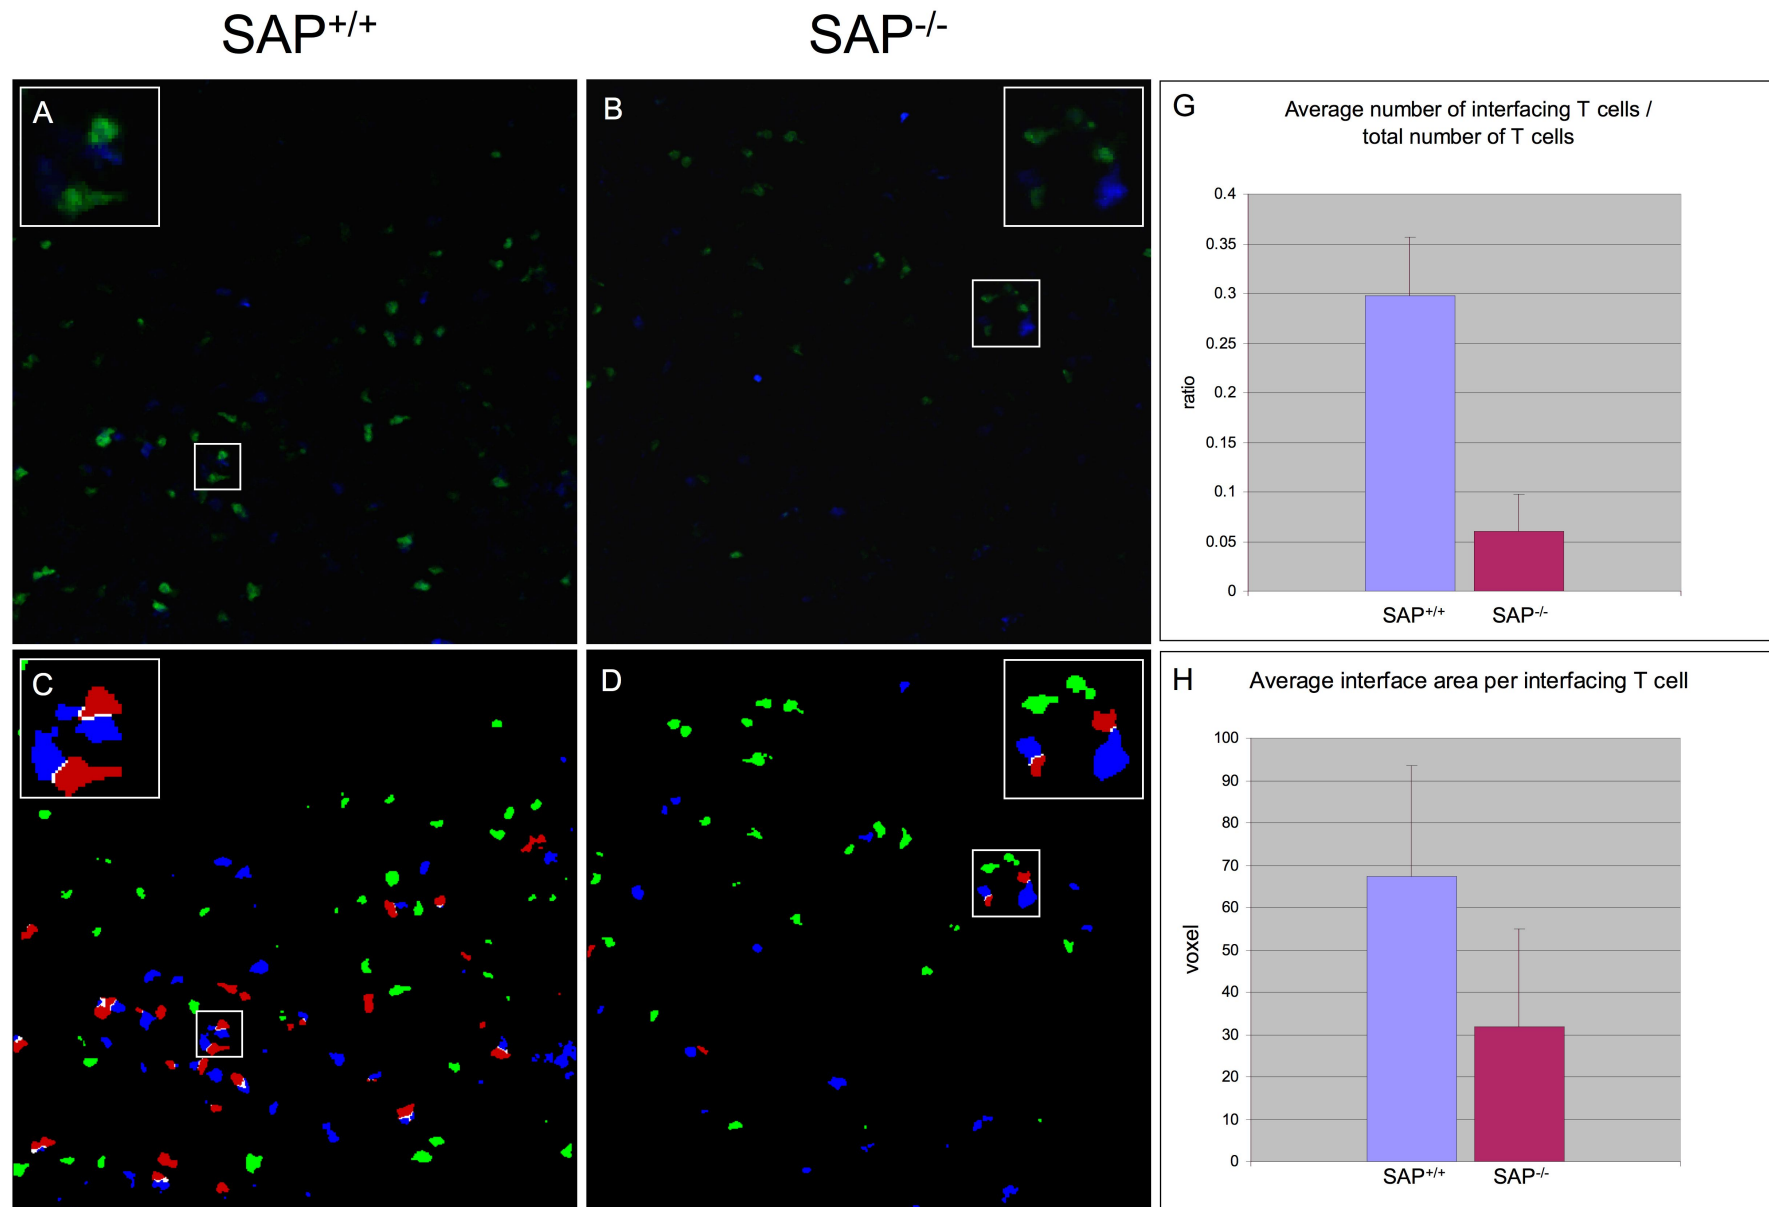 SAP+/+
SAP-/-
A
B
C
D
G
Average number of interfacing T cells /
total number of T cells
0.4
0.35
0.3
0.25
0.2
0.15
0.1
0.05
0
ratio
SAP+/+
SAP-/-
H
Average interface area per interfacing T cell
100
90
80
70
60
50
40
30
20
10
0
voxel
SAP+/+
SAP-/-